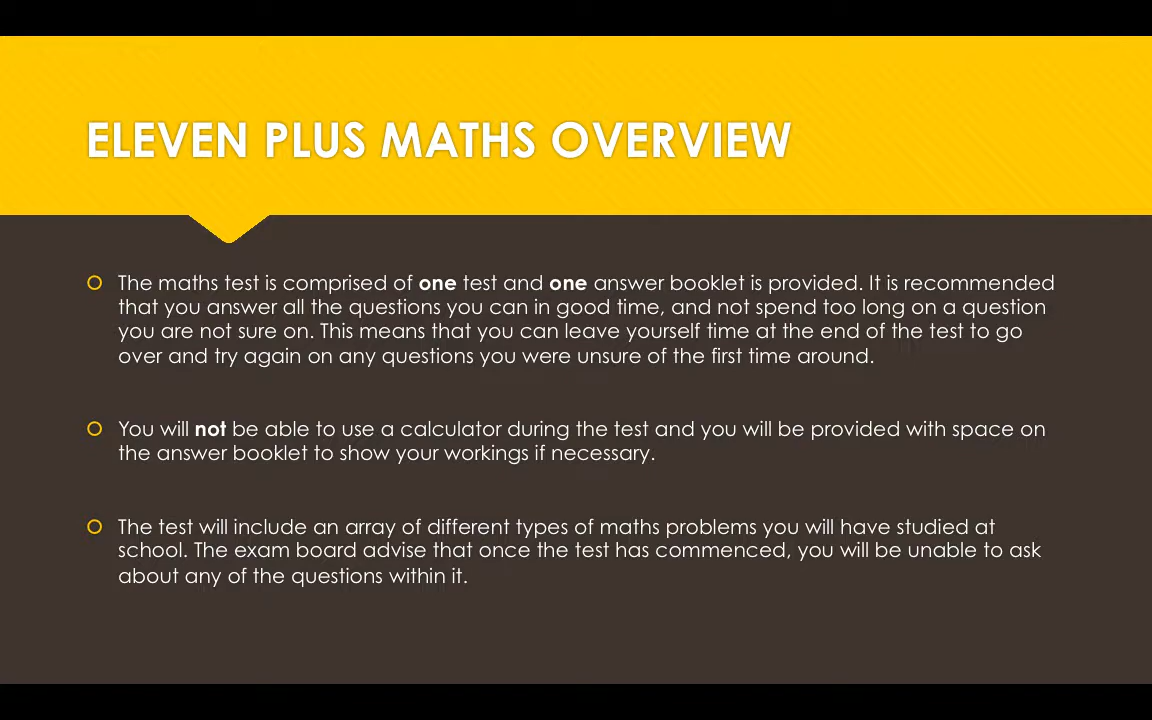 ELEVEN PLUS MATHS OVERVIEW
The maths test is comprised of one test and one answer booklet is provided. It is recommended
that you answer all the questions you can in good time, and not spend too long on a question
you are not sure on. This means that you can leave yourself time at the end of the test to go
over and try again on any questions you were unsure of the first time around.
You will not be able to use a calculator during the test and you will be provided with space on
the answer booklet to show your workings if necessary.
The test will include an array of different types of maths problems you will have studied at
school. The exam board advise that once the test has commenced, you will be unable to ask
about any of the questions within it.